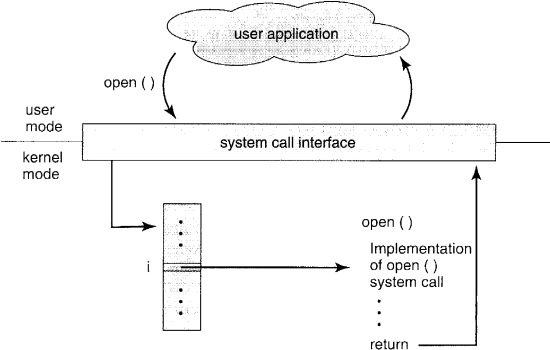 user application
open ( )
user
mode
system call interface
kernel
mode
open ( )
i
Implementation
of open ( )
system call
return